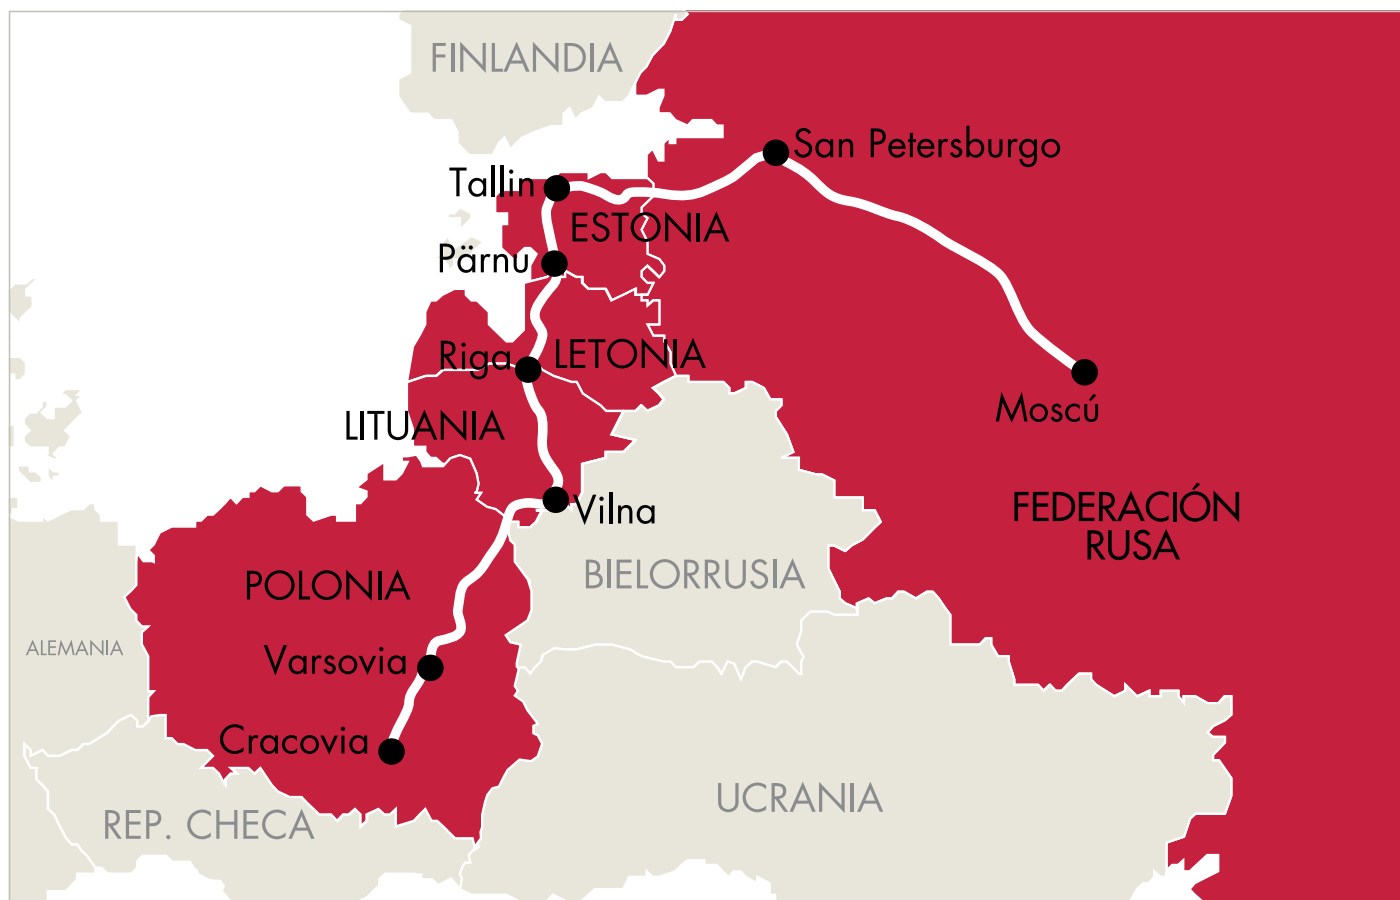 FINLANDIA
San Petersburgo
Tallin
ESTONIA
Pärnu
Riga
LETONIA
Moscú
LITUANIA
Vilna
FEDERACIÓN
RUSA
BIELORRUSIA
POLONIA
ALEMANIA
Varsovia
Cracovia
UCRANIA
REP. CHECA